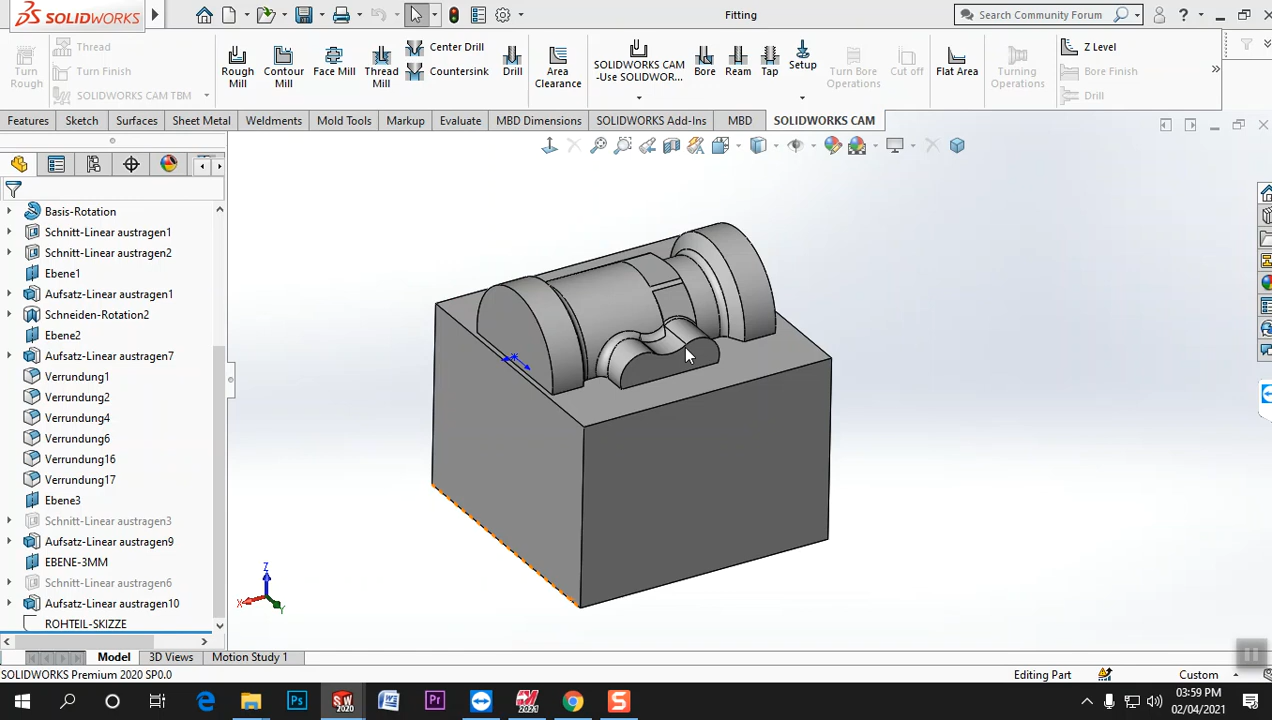 SOLIDWORKS
Fitting
Search Community Forum
Turn Rough
Thread
Turn Finish
SOLIDWORKS CAM TBM
Rough Mill
Contour Mill
Face Mill
Thread Mill
Center Drill
Countersink
Drill
Area Clearance
SOLIDWORKS CAM -Use SOLIDWOR...
Bore
Ream
Tap
Setup
Turn Bore Operations
Cut off
Flat Area
Turning Operations
Z Level
Bore Finish
Drill
Features
Sketch
Surfaces
Sheet Metal
Weldments
Mold Tools
Markup
Evaluate
MBD Dimensions
SOLIDWORKS Add-Ins
MBD
SOLIDWORKS CAM
Basis-Rotation
Schnitt-Linear austragen1
Schnitt-Linear austragen2
Ebene1
Aufsatz-Linear austragen1
Schneiden-Rotation2
Ebene2
Aufsatz-Linear austragen7
Verrundung1
Verrundung2
Verrundung4
Verrundung6
Verrundung16
Verrundung17
Ebene3
Schnitt-Linear austragen3
Aufsatz-Linear austragen9
EBENE-3MM
Schnitt-Linear austragen6
Aufsatz-Linear austragen10
ROHTEIL-SKIZZE
Z
X
Y
Model
3D Views
Motion Study 1
SOLIDWORKS Premium 2020 SP0.0
Editing Part
Custom
03:59 PM
02/04/2021